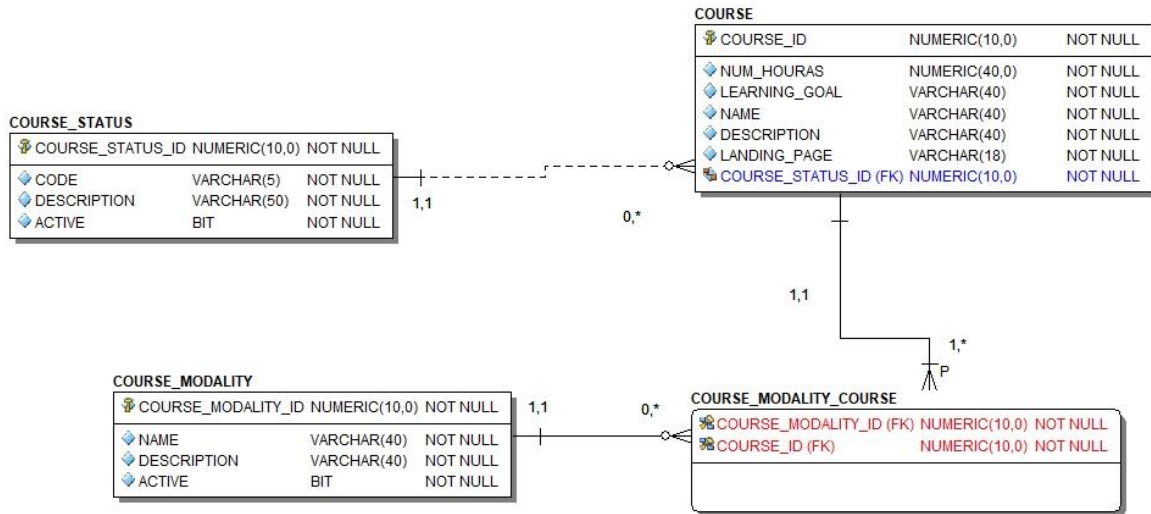 COURSE
COURSE_ID NUMERIC(10,0) NOT NULL
NUM_HOURAS NUMERIC(40,0) NOT NULL
LEARNING_GOAL VARCHAR(40) NOT NULL
NAME VARCHAR(40) NOT NULL
DESCRIPTION VARCHAR(40) NOT NULL
LANDING_PAGE VARCHAR(18) NOT NULL
COURSE_STATUS_ID (FK) NUMERIC(10,0) NOT NULL
COURSE_STATUS
COURSE_STATUS_ID NUMERIC(10,0) NOT NULL
CODE VARCHAR(5) NOT NULL
DESCRIPTION VARCHAR(50) NOT NULL
ACTIVE BIT NOT NULL
1,1
0,*
1,1
1,*
P
COURSE_MODALITY
COURSE_MODALITY_ID NUMERIC(10,0) NOT NULL
NAME VARCHAR(40) NOT NULL
DESCRIPTION VARCHAR(40) NOT NULL
ACTIVE BIT NOT NULL
1,1
0,*
COURSE_MODALITY_COURSE
COURSE_MODALITY_ID (FK) NUMERIC(10,0) NOT NULL
COURSE_ID (FK) NUMERIC(10,0) NOT NULL